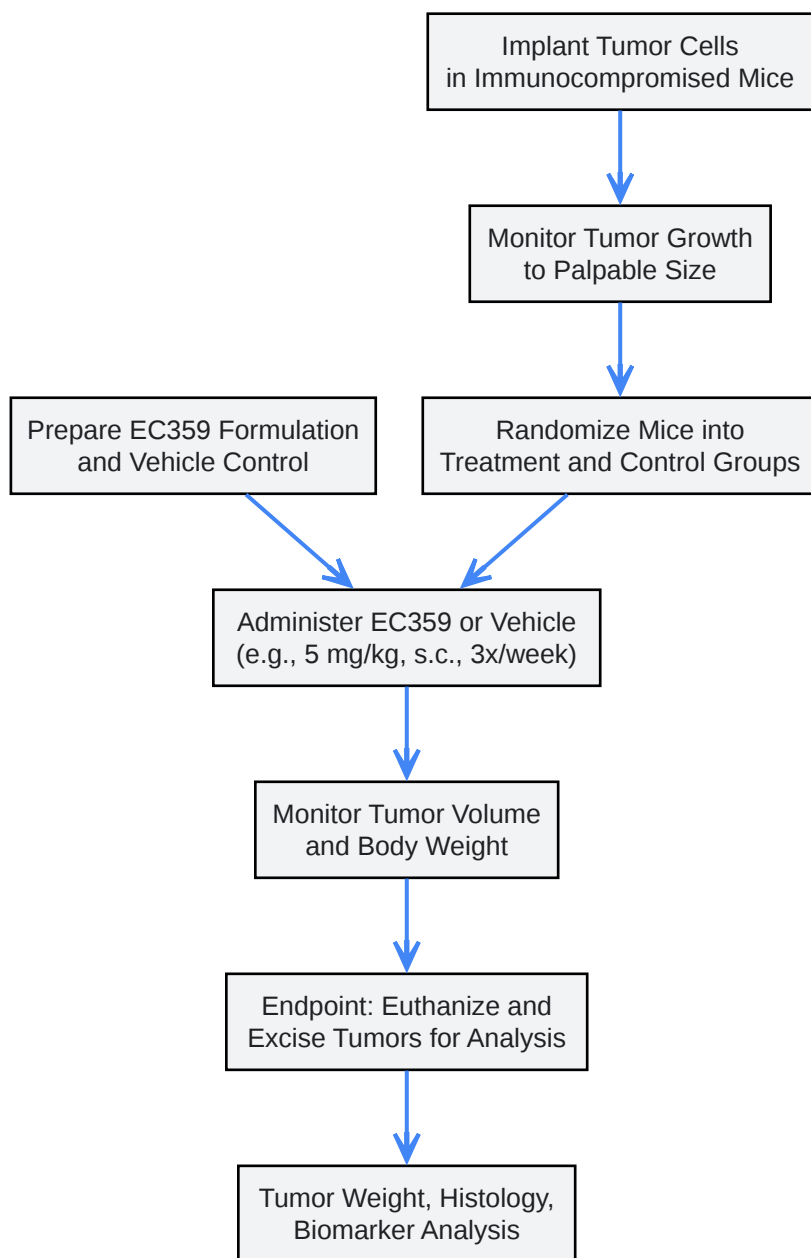 Implant Tumor Cells
in Immunocompromised Mice
Monitor Tumor Growth
to Palpable Size
Prepare EC359 Formulation
and Vehicle Control
Randomize Mice into
Treatment and Control Groups
Administer EC359 or Vehicle
(e.g., 5 mg/kg, s.c., 3x/week)
Monitor Tumor Volume
and Body Weight
Endpoint: Euthanize and
Excise Tumors for Analysis
Tumor Weight, Histology,
Biomarker Analysis